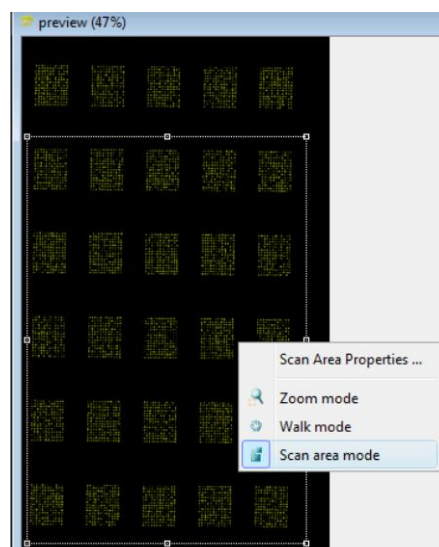 preview (47%)
Scan Area Properties ...
Zoom mode
Walk mode
Scan area mode